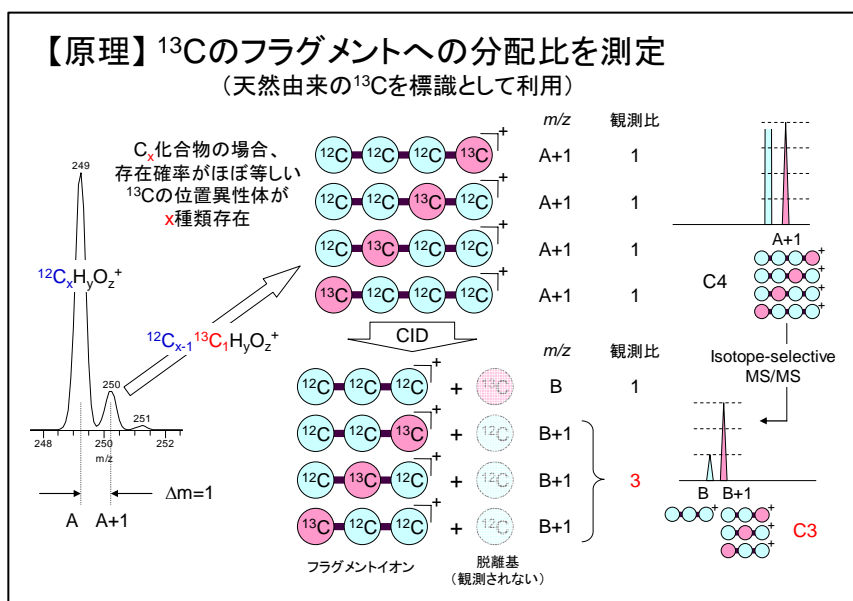 【原理】13Cのフラグメントへの分配比を測定
（天然由来の13Cを標識として利用）
Cx化合物の場合、
存在確率がほぼ等しい
13Cの位置異性体が
x種類存在
249
12CxHyOz+
12Cx-113C1HyOz+
250
251
248 250 252
m/z
Δm=1
A A+1
m/z 観測比
12C 12C 12C 13C + A+1 1
12C 12C 13C 12C A+1 1
12C 13C 12C 12C A+1 1
13C 12C 12C 12C A+1 1
CID
m/z 観測比
12C 12C 12C + + 13C B 1
12C 12C 13C + + 12C B+1
12C 13C 12C + + 12C B+1 3
13C 12C 12C + + 12C B+1
フラグメントイオン
脱離基
（観測されない）
A+1
+
+
C4
+
+
Isotope-selective
MS/MS
B B+1
+ +
+
C3
+